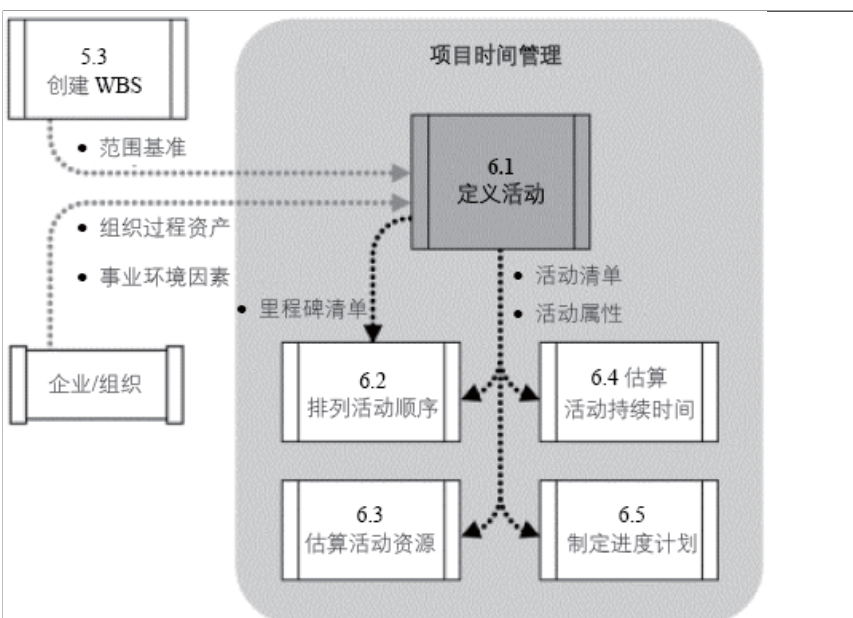 项目时间管理
5.3
创建 WBS
• 范围基准
6.1
定义活动
• 组织过程资产
• 事业环境因素
• 活动清单
• 活动属性
• 里程碑清单
企业/组织
6.2
排列活动顺序
6.4 估算
活动持续时间
6.3
估算活动资源
6.5
制定进度计划